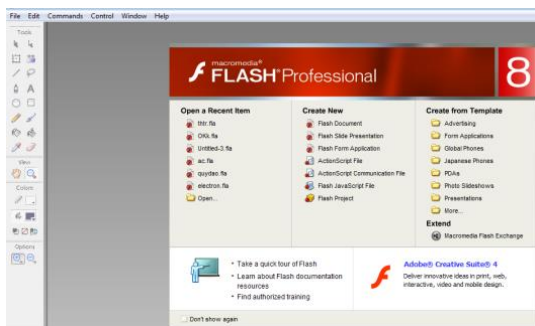 File Edit Commands Control Window Help
Tools
macromedia®
FLASH® Professional 8
Open a Recent Item
thtr.fla
OKk.fla
Untitled-3.fla
ac.fla
quydao.fla
electron.fla
Open...
Create New
Flash Document
Flash Slide Presentation
Flash Form Application
ActionScript File
ActionScript Communication File
Flash JavaScript File
Flash Project
Create from Template
Advertising
Form Applications
Global Phones
Japanese Phones
PDAs
Photo Slideshows
Presentations
More...
Extend
Macromedia Flash Exchange
View
Colors
Options
Take a quick tour of Flash
Learn about Flash documentation
resources
Find authorized training
Adobe® Creative Suite® 4
Deliver innovative ideas in print, web,
interactive, video and mobile design.
Don't show again